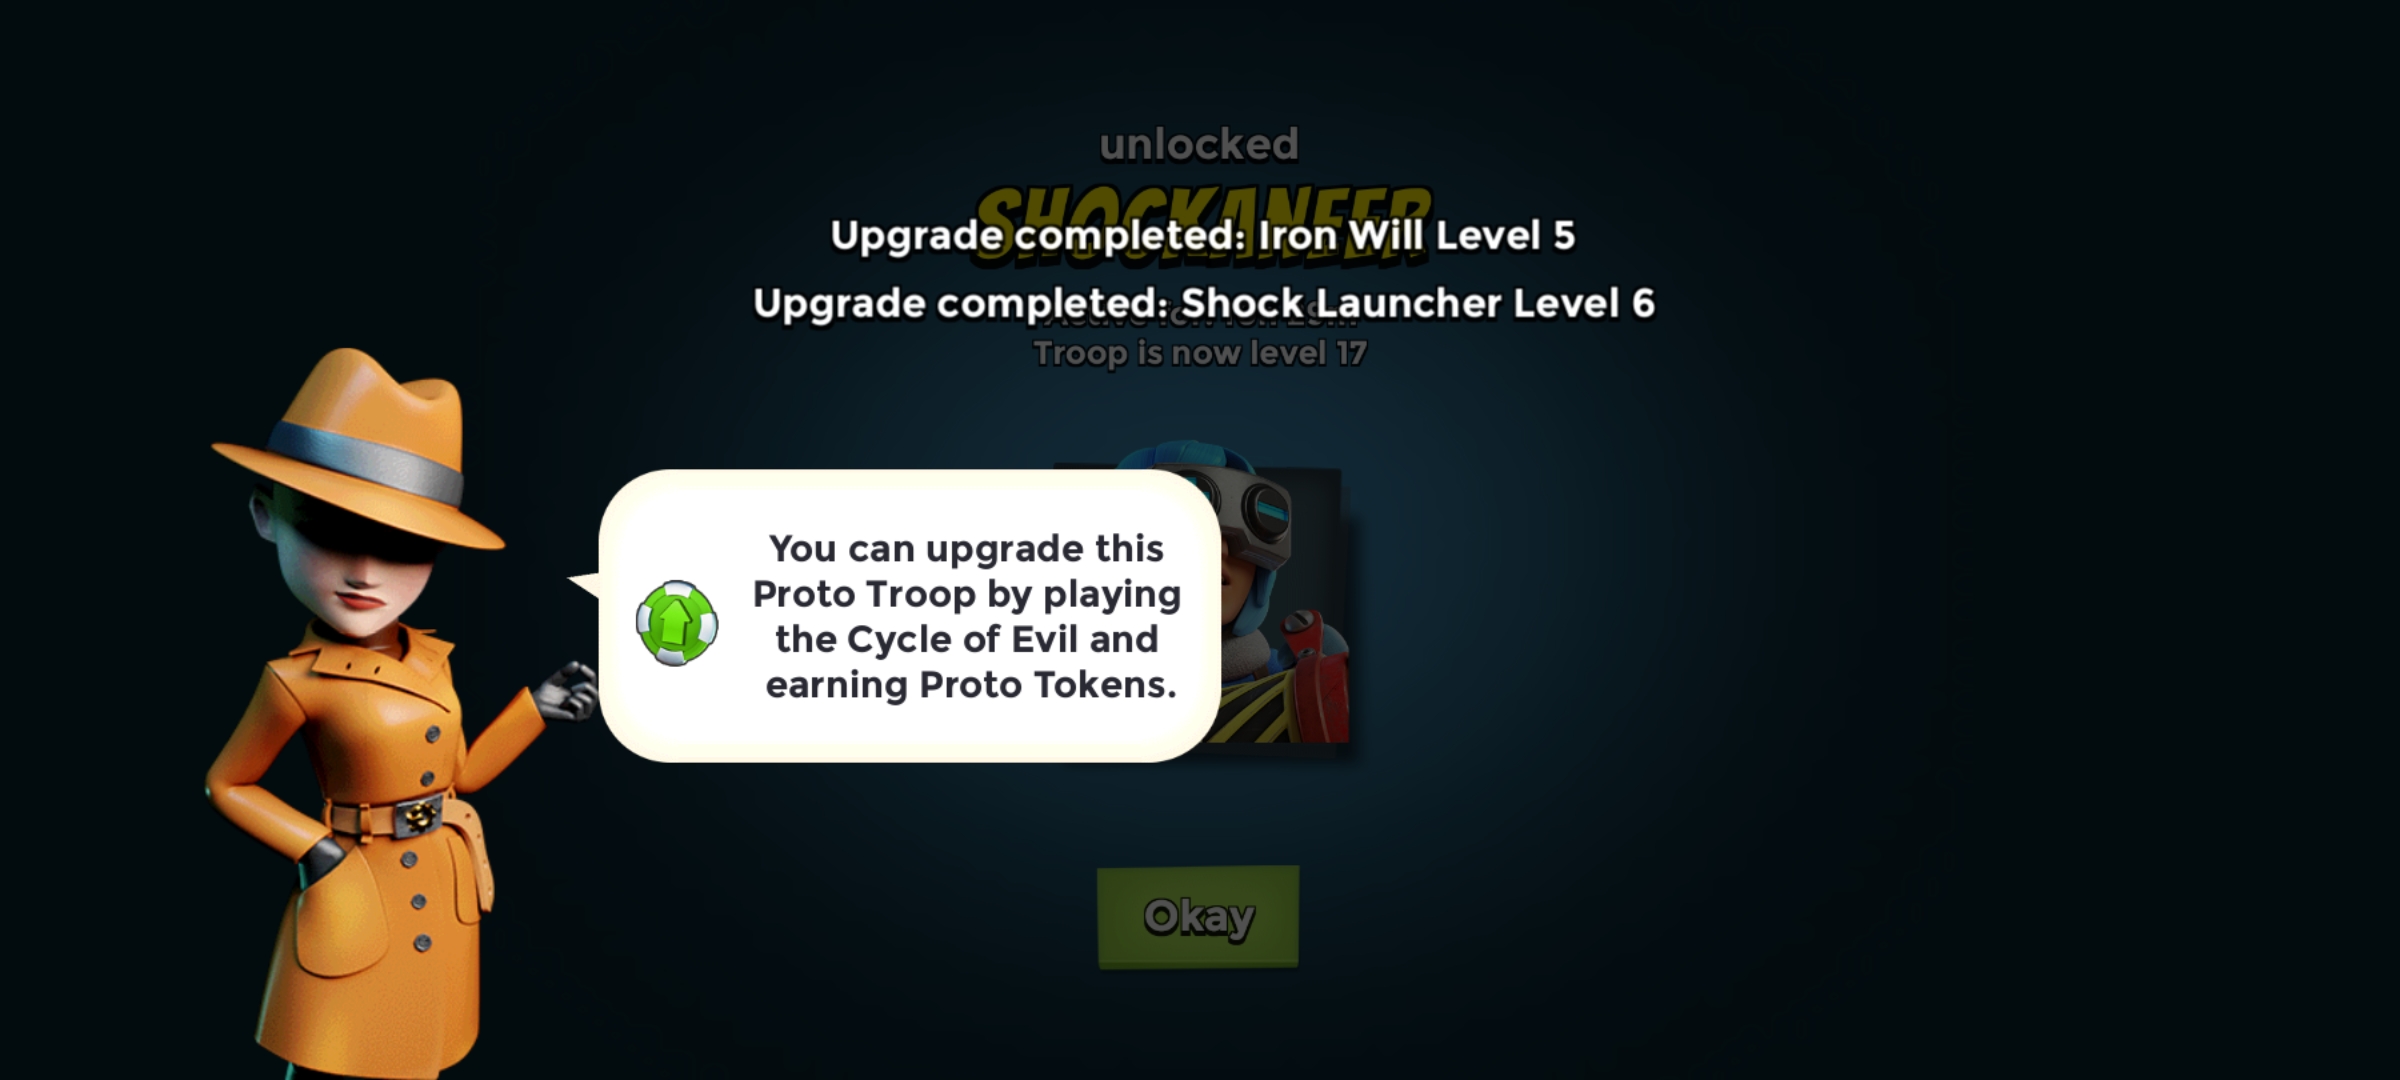 unlocked
SHOCKANEER
Upgrade completed: Iron Will Level 5
Upgrade completed: Shock Launcher Level 6
Troop is now level 17
You can upgrade this
Proto Troop by playing
the Cycle of Evil and
earning Proto Tokens.
Okay